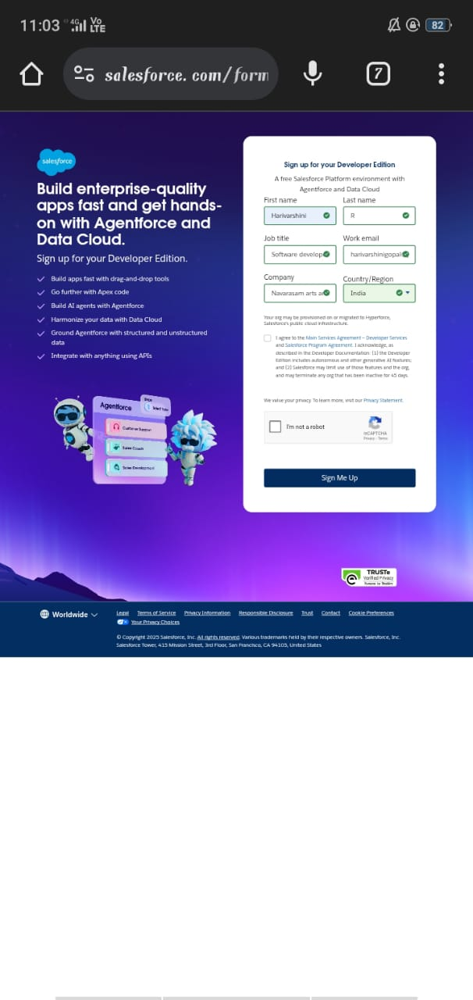 11:03 4G Vo LTE 82
salesforce. com/form 7
salesforce
Build enterprise-quality
apps fast and get hands-
on with Agentforce and
Data Cloud.
Sign up for your Developer Edition.
Build apps fast with drag-and-drop tools
Go further with Apex code
Build AI agents with Agentforce
Harmonize your data with Data Cloud
Ground Agentforce with structured and unstructured
data
Integrate with anything using APIs
Agentforce
Customer Support
Sales Coach
Sales Development
Sign up for your Developer Edition
A free Salesforce Platform environment with
Agentforce and Data Cloud
First name Last name
Harivarshini R
Job title Work email
Software develop harivarshinigopal
Company Country/Region
Navarasam arts a India
Your org may be provisioned on or migrated to Hyperforce,
Salesforce's public cloud infrastructure.
I agree to the Main Services Agreement – Developer Services
and Salesforce Program Agreement. I acknowledge, as
described in the Developer Documentation: (1) the Developer
Edition includes autonomous and other generative AI features;
and (2) Salesforce may limit use of those features and the org,
and may terminate any org that has been inactive for 45 days.
We value your privacy. To learn more, visit our Privacy Statement.
I'm not a robot
reCAPTCHA
Privacy - Terms
Sign Me Up
TRUSTe
Verified Privacy
Powered by TrustArc
Worldwide
Legal Terms of Service Privacy Information Responsible Disclosure Trust Contact Cookie Preferences
Your Privacy Choices
© Copyright 2025 Salesforce, Inc. All rights reserved. Various trademarks held by their respective owners. Salesforce, Inc.
Salesforce Tower, 415 Mission Street, 3rd Floor, San Francisco, CA 94105, United States